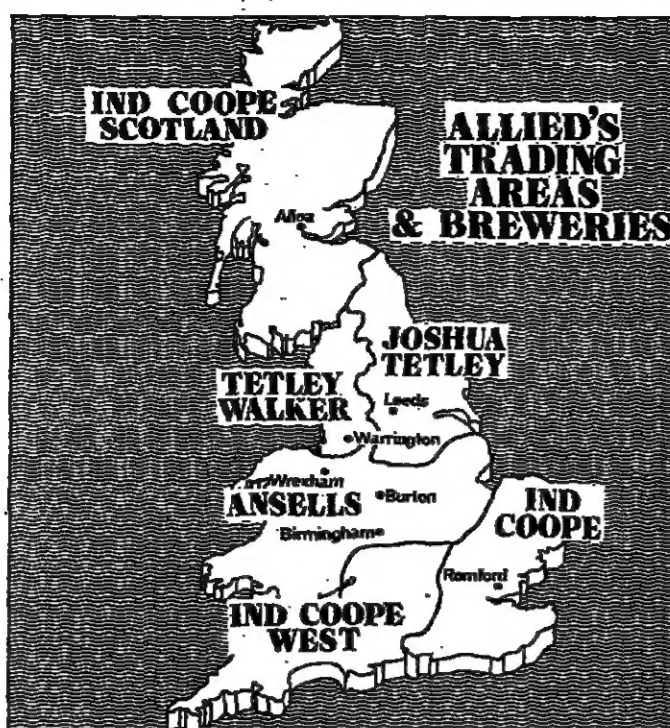 IND COOPE
SCOTLAND
ALLIED'S
TRADING
AREAS
& BREWERIES
Alloa
JOSHUA
TETLEY
TETLEY
WALKER
Leeds
Warrington
Wrexham
ANSELLS
Burton
IND
COOPE
Birmingham
Romford
IND COOPE
WEST